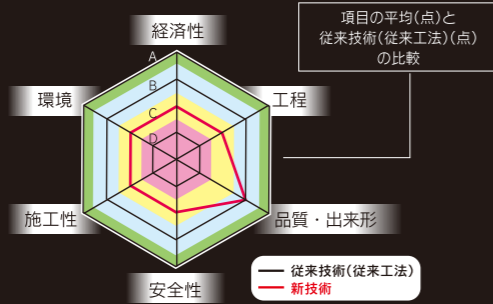 経済性
項目の平均(点)と
従来技術(従来工法)(点)
の比較
A
B
C
D
環境
工程
施工性
品質・出来形
安全性
従来技術(従来工法)
新技術